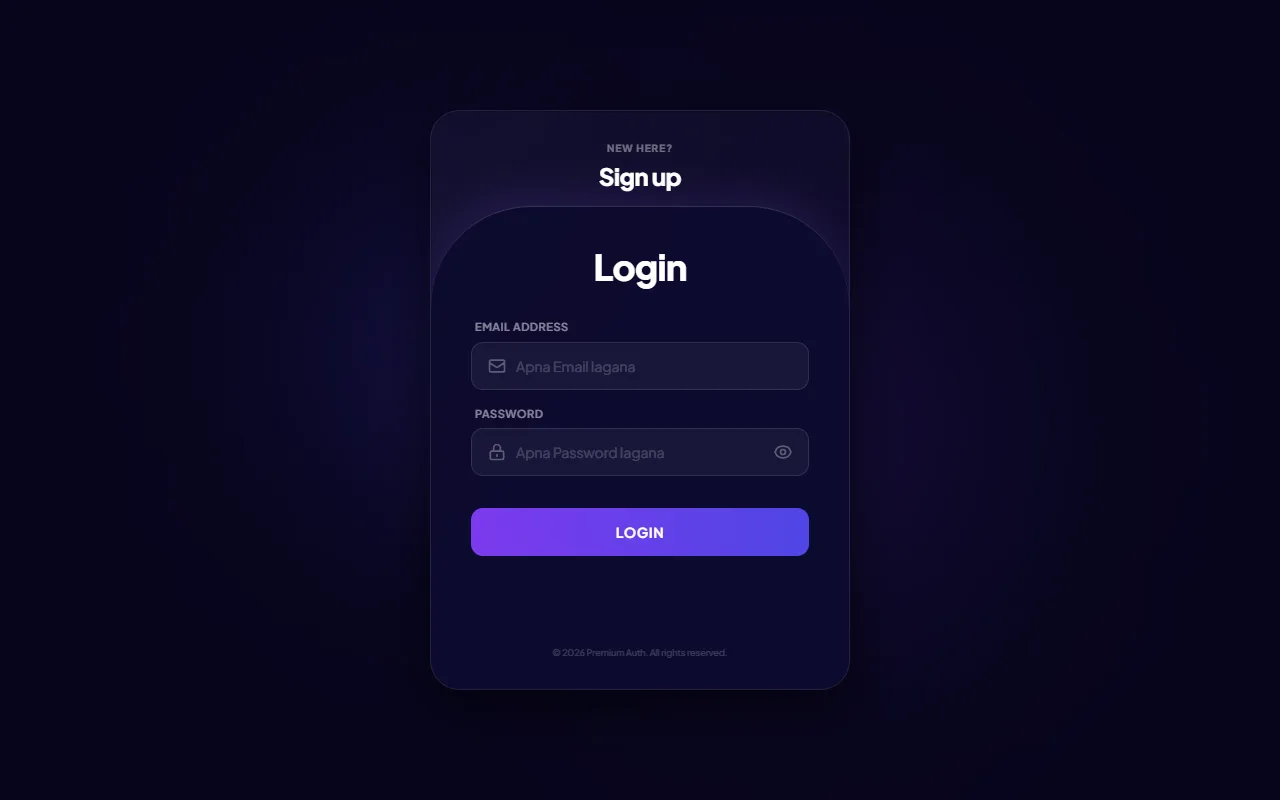 NEW HERE?
Sign up
Login
EMAIL ADDRESS
Apna Email lagana
PASSWORD
Apna Password lagana
LOGIN
© 2026 Premium Auth. All rights reserved.